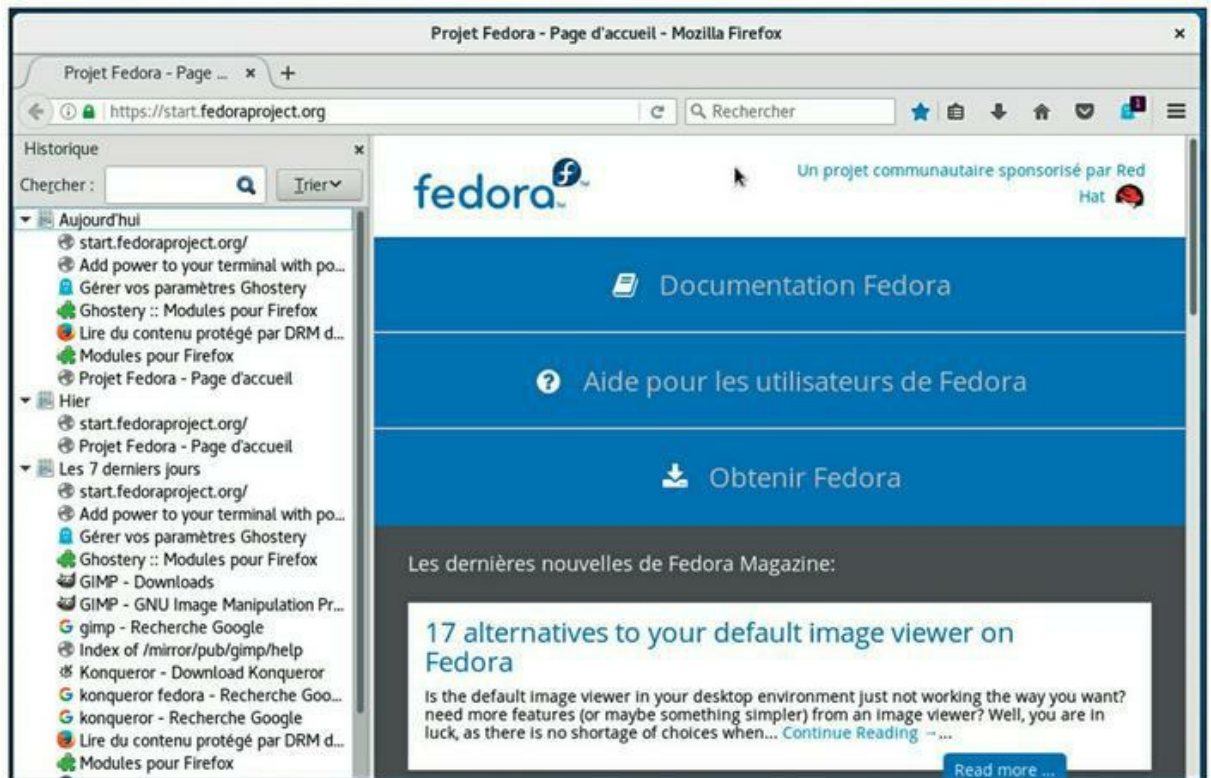 Projet Fedora - Page d'accueil - Mozilla Firefox
Projet Fedora - Page ...
https://start.fedoraproject.org
Rechercher
1
Historique
Chercher :
Trier
Aujourd'hui
start.fedoraproject.org/
Add power to your terminal with po...
Gérer vos paramètres Ghostery
Ghostery :: Modules pour Firefox
Lire du contenu protégé par DRM d...
Modules pour Firefox
Projet Fedora - Page d'accueil
Hier
start.fedoraproject.org/
Projet Fedora - Page d'accueil
Les 7 derniers jours
start.fedoraproject.org/
Add power to your terminal with po...
Gérer vos paramètres Ghostery
Ghostery :: Modules pour Firefox
GIMP - Downloads
GIMP - GNU Image Manipulation Pr...
gimp - Recherche Google
Index of /mirror/pub/gimp/help
Konqueror - Download Konqueror
konqueror fedora - Recherche Goo...
konqueror - Recherche Google
Lire du contenu protégé par DRM d...
Modules pour Firefox
fedora
Un projet communautaire sponsorisé par Red
Hat
Documentation Fedora
Aide pour les utilisateurs de Fedora
Obtenir Fedora
Les dernières nouvelles de Fedora Magazine:
17 alternatives to your default image viewer on
Fedora
Is the default image viewer in your desktop environment just not working the way you want?
need more features (or maybe something simpler) from an image viewer? Well, you are in
luck, as there is no shortage of choices when... Continue Reading →...
Read more ...